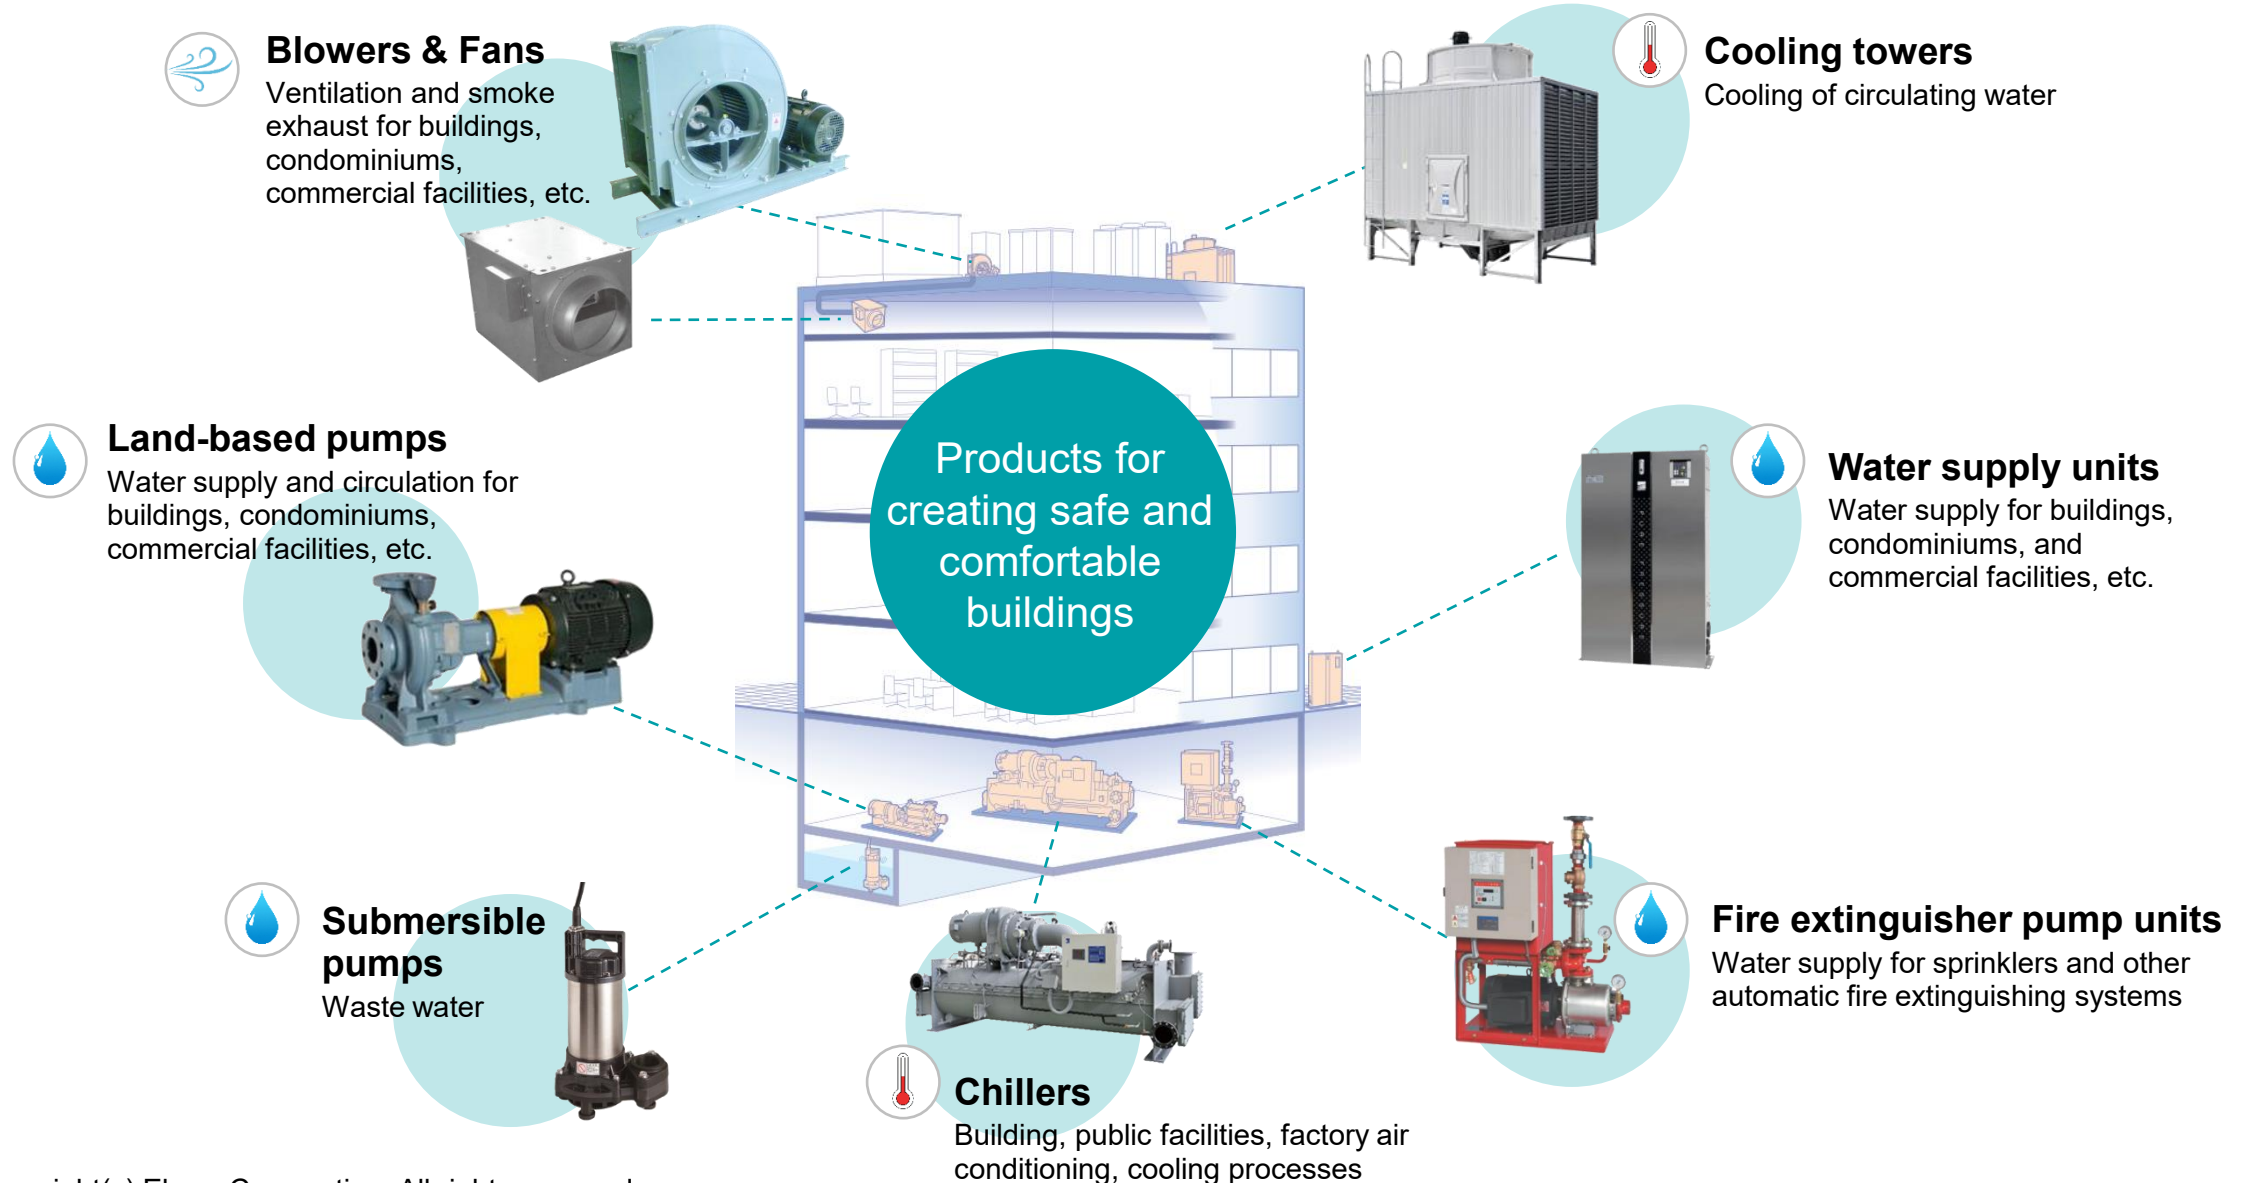 Blowers & Fans
Ventilation and smoke
exhaust for buildings,
condominiums,
commercial facilities, etc.
Cooling towers
Cooling of circulating water
Land-based pumps
Water supply and circulation for
buildings, condominiums,
commercial facilities, etc.
Products for
creating safe and
comfortable
buildings
Water supply units
Water supply for buildings,
condominiums, and
commercial facilities, etc.
Submersible
pumps
Waste water
Fire extinguisher pump units
Water supply for sprinklers and other
automatic fire extinguishing systems
Chillers
Building, public facilities, factory air
conditioning, cooling processes